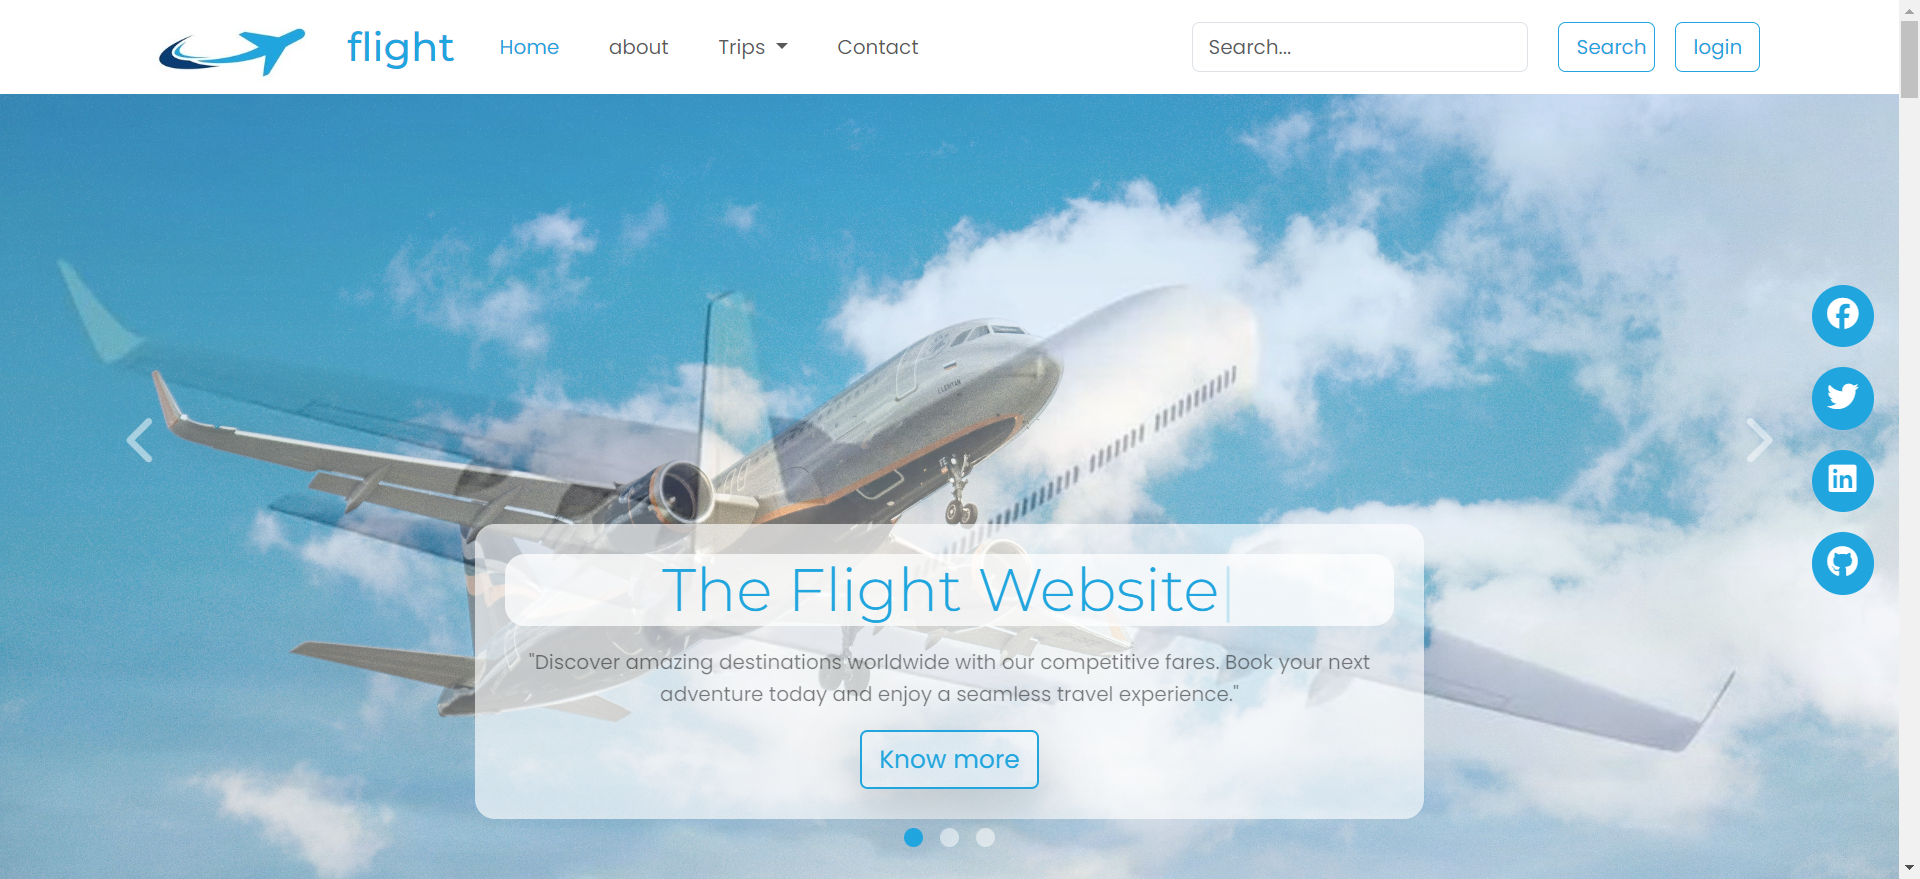 flight
Home
about
Trips
Contact
Search...
Search
login
The Flight Website
"Discover amazing destinations worldwide with our competitive fares. Book your next
adventure today and enjoy a seamless travel experience."
Know more